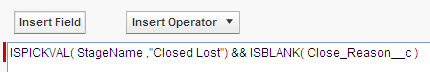 Insert Field Insert Operator
ISPICKVAL( StageName ,"Closed Lost") && ISBLANK( Close_Reason__c )